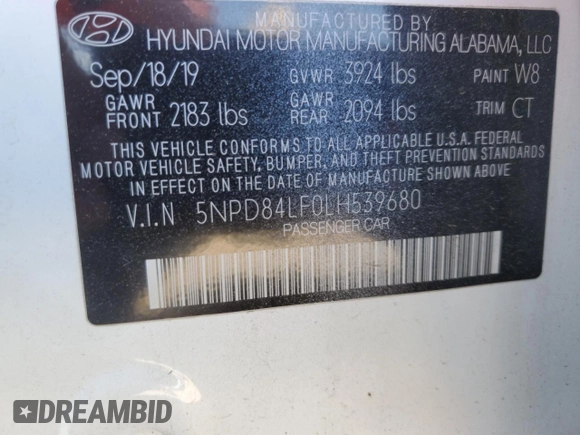 MANUFACTURED BY
HYUNDAI MOTOR MANUFACTURING ALABAMA, LLC
Sep/18/19 GVWR 3924 lbs PAINT W8
GAWR FRONT 2183 lbs GAWR REAR 2094 lbs TRIM CT
THIS VEHICLE CONFORMS TO ALL APPLICABLE U.S.A. FEDERAL
MOTOR VEHICLE SAFETY, BUMPER, AND THEFT PREVENTION STANDARDS
IN EFFECT ON THE DATE OF MANUFACTURE SHOWN ABOVE
V.I.N 5NPD84LF0LH539680
PASSENGER CAR
DREAMBID